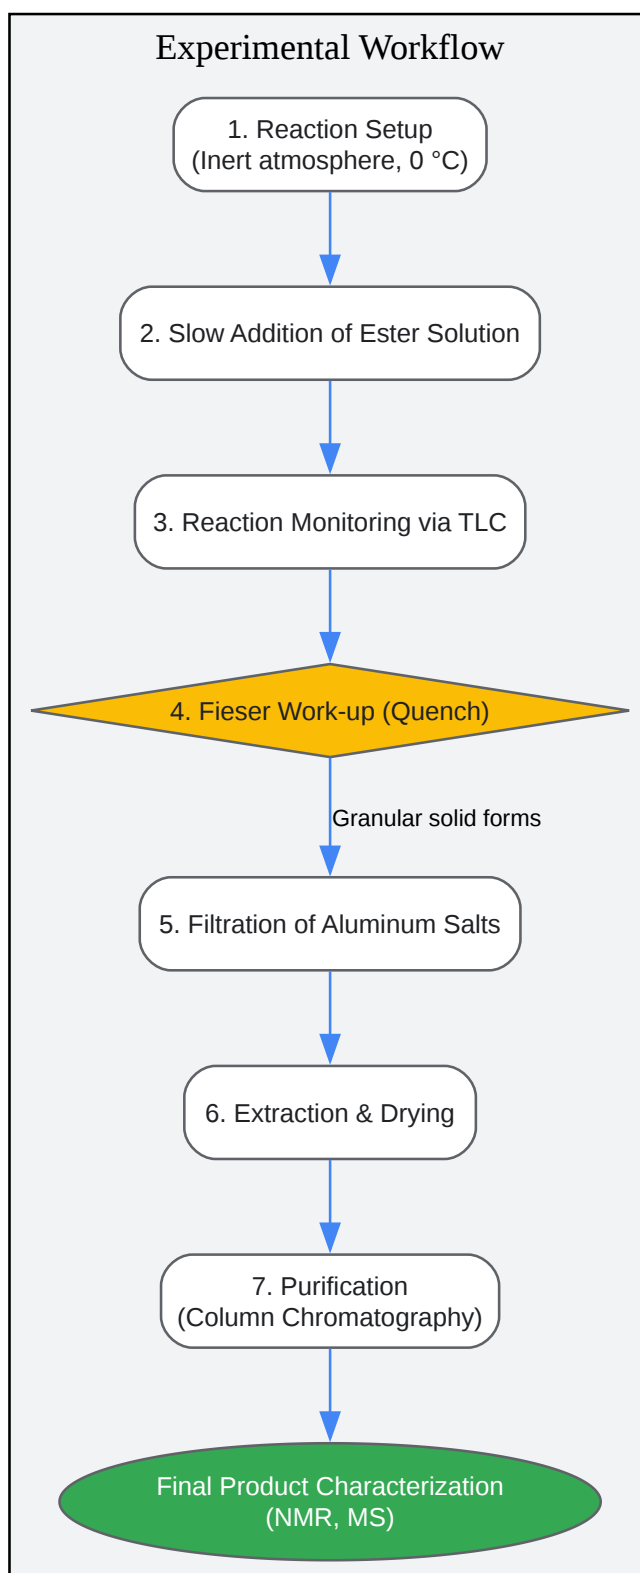 Experimental Workflow
1. Reaction Setup
(Inert atmosphere, 0 °C)
2. Slow Addition of Ester Solution
3. Reaction Monitoring via TLC
4. Fieser Work-up (Quench)
Granular solid forms
5. Filtration of Aluminum Salts
6. Extraction & Drying
7. Purification
(Column Chromatography)
Final Product Characterization
(NMR, MS)